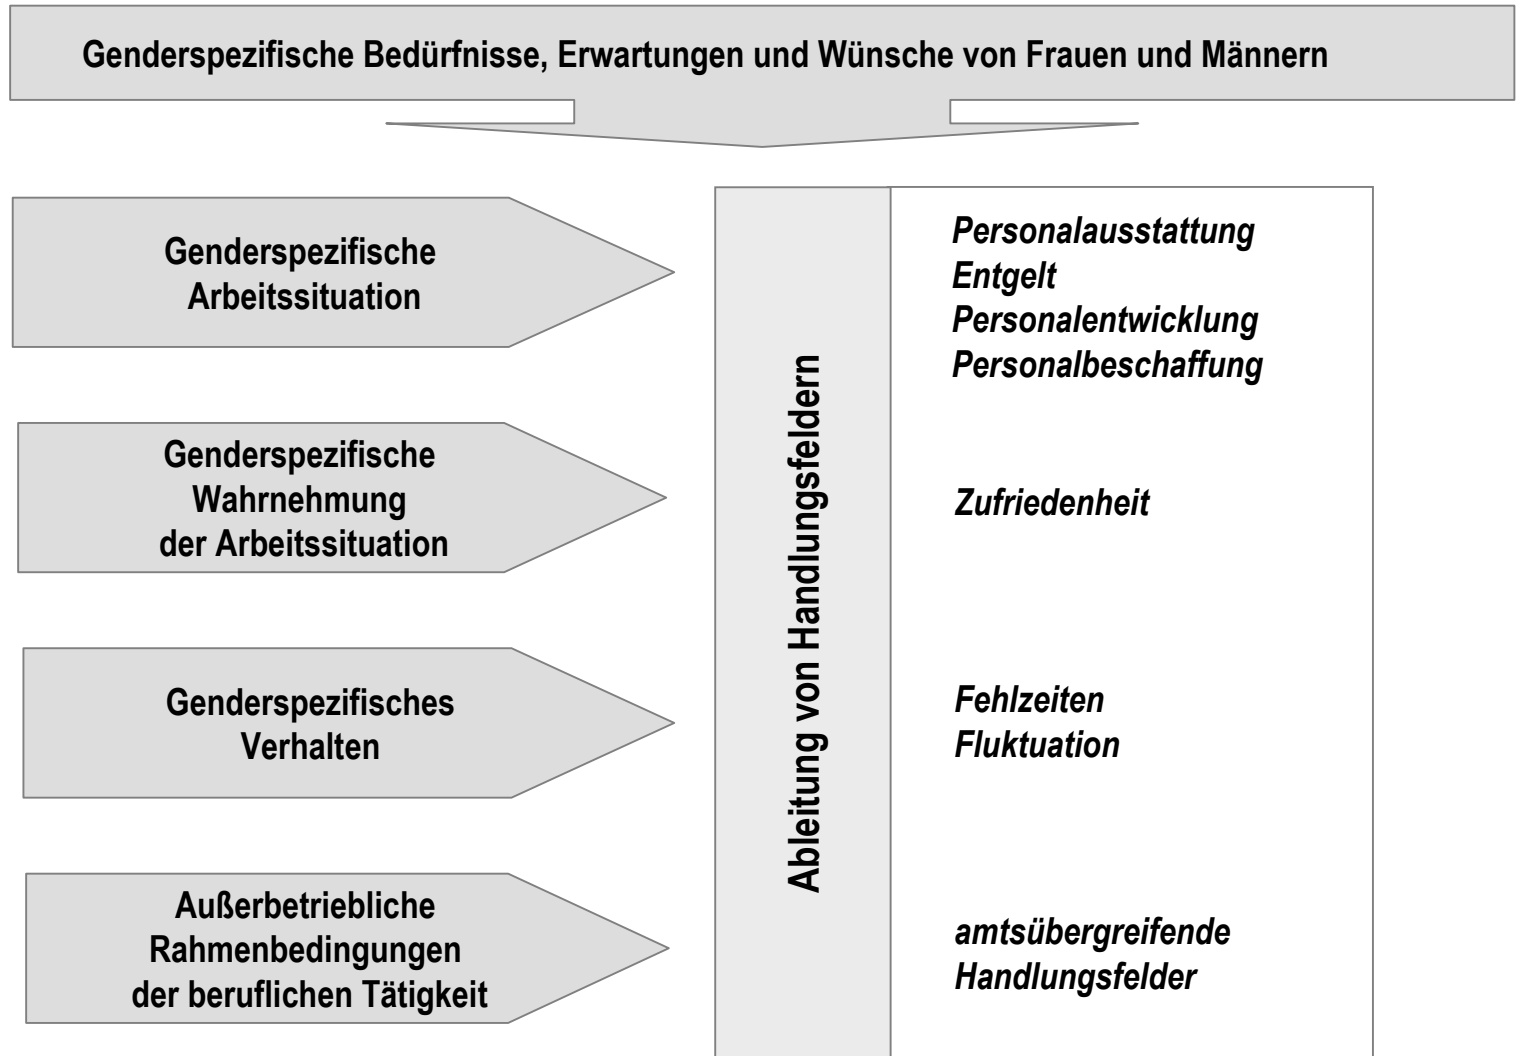 Genderspezifische Bedürfnisse, Erwartungen und Wünsche von Frauen und Männern
Genderspezifische
Arbeitssituation
Genderspezifische
Wahrnehmung
der Arbeitssituation
Genderspezifisches
Verhalten
Außerbetriebliche
Rahmenbedingungen
der beruflichen Tätigkeit
Ableitung von Handlungsfeldern
Personalausstattung
Entgelt
Personalentwicklung
Personalbeschaffung
Zufriedenheit
Fehlzeiten
Fluktuation
amtsübergreifende
Handlungsfelder